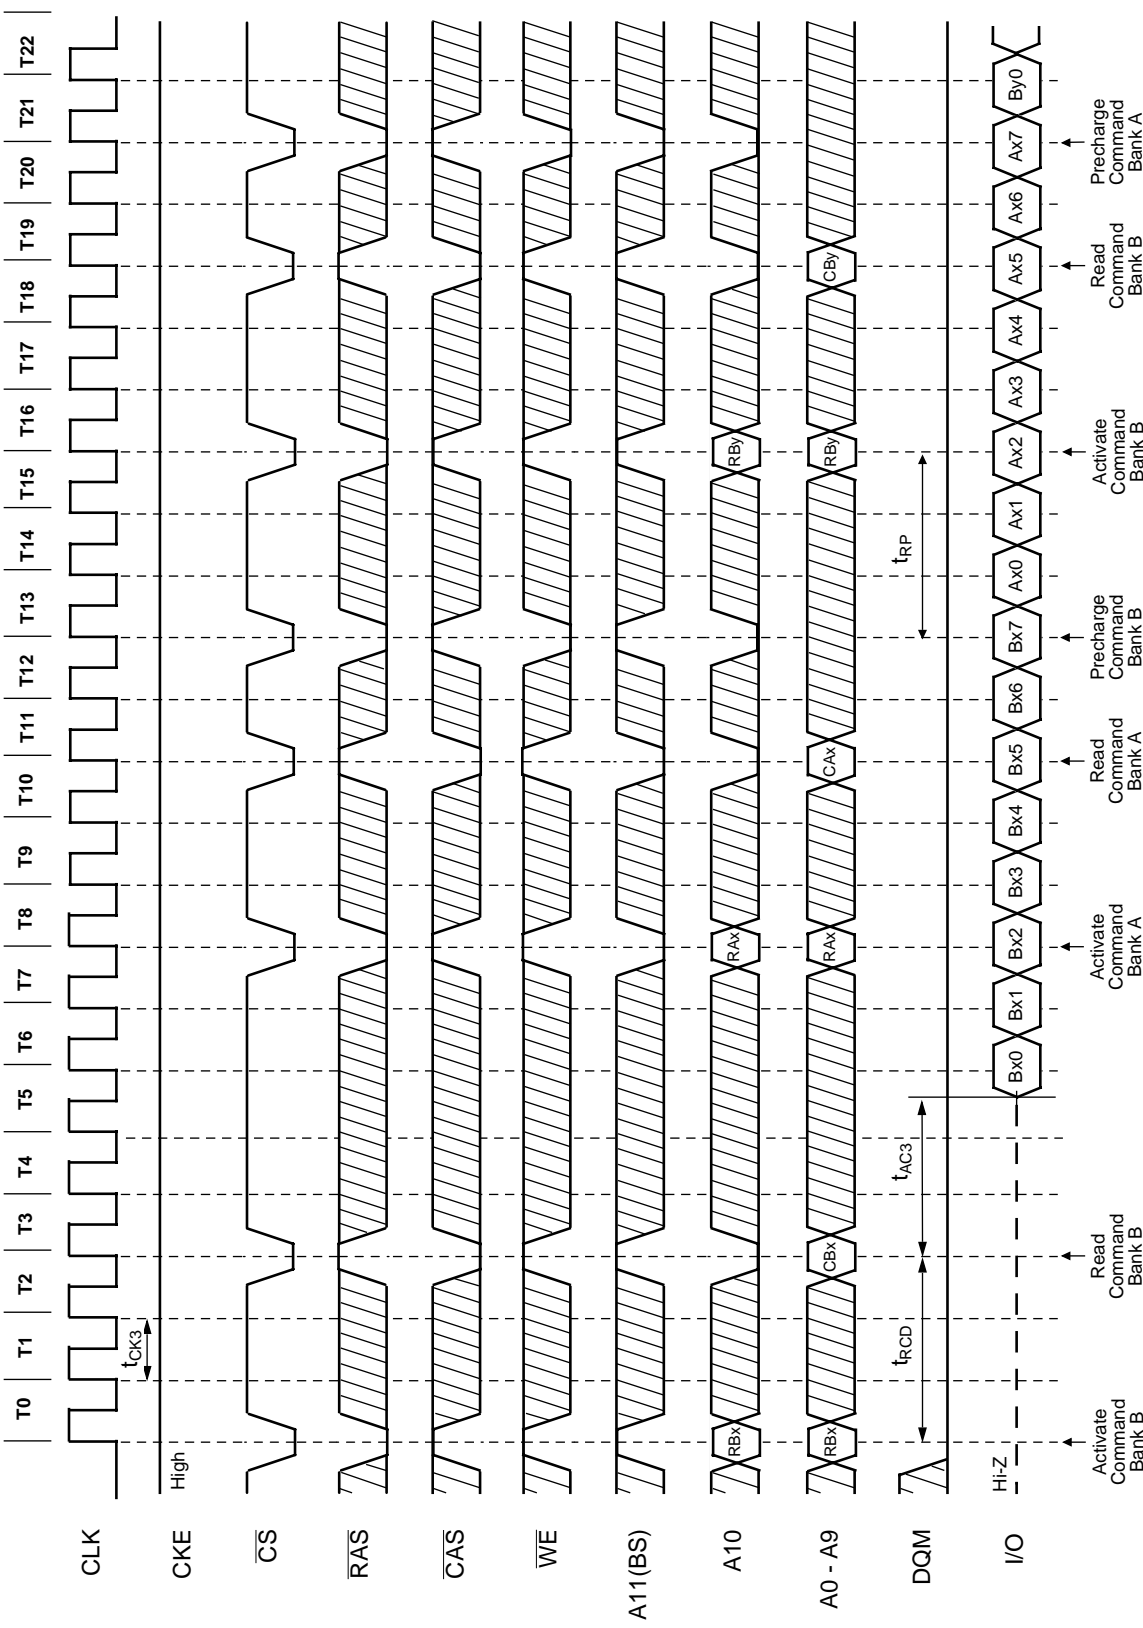 T0 T1 T2 T3 T4 T5 T6 T7 T8 T9 T10 T11 T12 T13 T14 T15 T16 T17 T18 T19 T20 T21 T22
CLK
tCK3
CKE
High
CS
RAS
CAS
WE
A11(BS)
A10
RBx RAx RBy
A0 - A9
RBx CBx RAx CAx RBy CBy
DQM
tRCD tAC3 tRP
I/O
Hi-Z
Bx0 Bx1 Bx2 Bx3 Bx4 Bx5 Bx6 Bx7 Ax0 Ax1 Ax2 Ax3 Ax4 Ax5 Ax6 Ax7 By0
Activate
Command
Bank B
Read
Command
Bank B
Activate
Command
Bank A
Read
Command
Bank A
Precharge
Command
Bank B
Activate
Command
Bank B
Read
Command
Bank B
Precharge
Command
Bank A